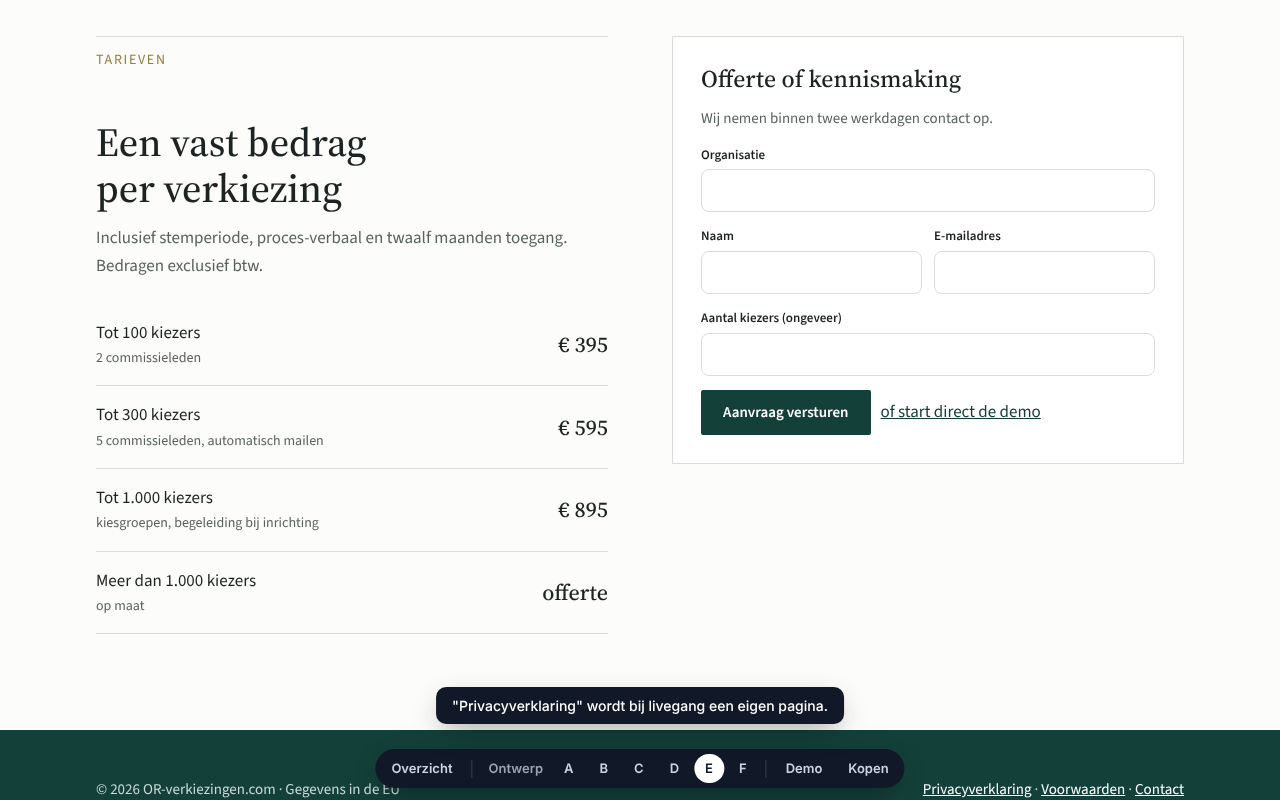 TARIEVEN
Een vast bedrag
per verkiezing
Inclusief stemperiode, proces-verbaal en twaalf maanden toegang.
Bedragen exclusief btw.
Tot 100 kiezers
2 commissieleden
€ 395
Tot 300 kiezers
5 commissieleden, automatisch mailen
€ 595
Tot 1.000 kiezers
kiesgroepen, begeleiding bij inrichting
€ 895
Meer dan 1.000 kiezers
op maat
offerte
Offerte of kennismaking
Wij nemen binnen twee werkdagen contact op.
Organisatie
Naam
E-mailadres
Aantal kiezers (ongeveer)
Aanvraag versturen
of start direct de demo
"Privacyverklaring" wordt bij livegang een eigen pagina.
Overzicht Ontwerp A B C D E F Demo Kopen
© 2026 OR-verkiezingen.com · Gegevens in de EU
Privacyverklaring · Voorwaarden · Contact